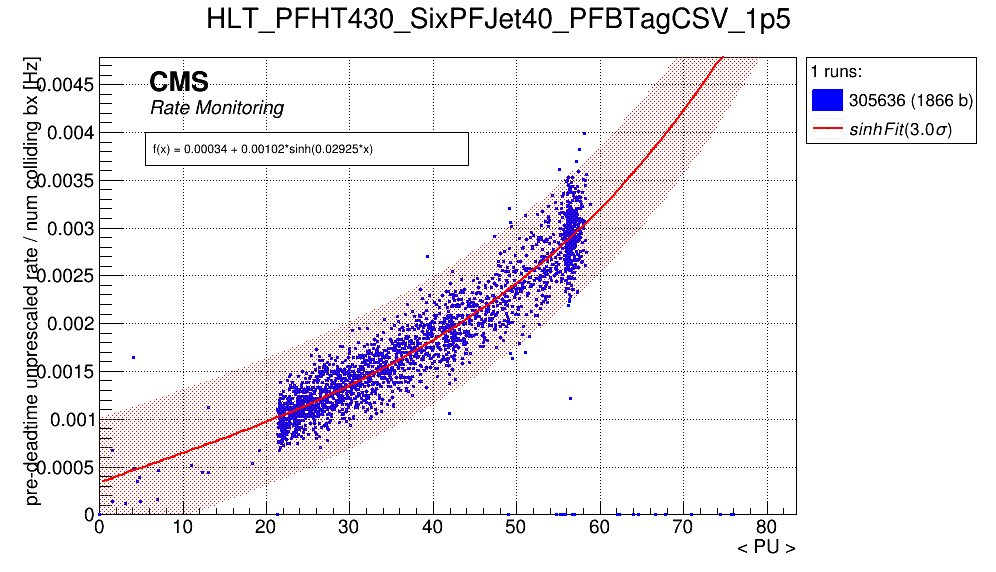 HLT_PFHT430_SixPFJet40_PFBTagCSV_1p5
pre-deadtime unprescaled rate / num colliding bx [Hz]
0.0045
0.004
0.0035
0.003
0.0025
0.002
0.0015
0.001
0.0005
0
CMS
Rate Monitoring
f(x) = 0.00034 + 0.00102*sinh(0.02925*x)
0 10 20 30 40 50 60 70 80
< PU >
1 runs:
305636 (1866 b)
sinhFit(3.0σ)